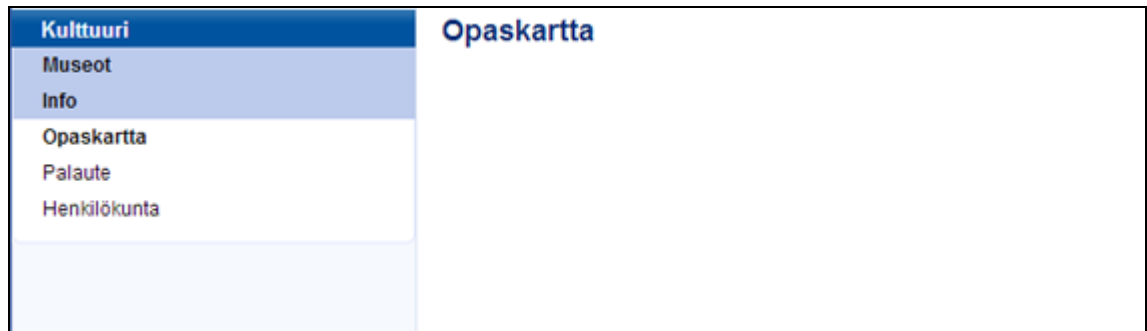 Kulttuuri
Museot
Info
Opaskartta
Palaute
Henkilökunta
Opaskartta